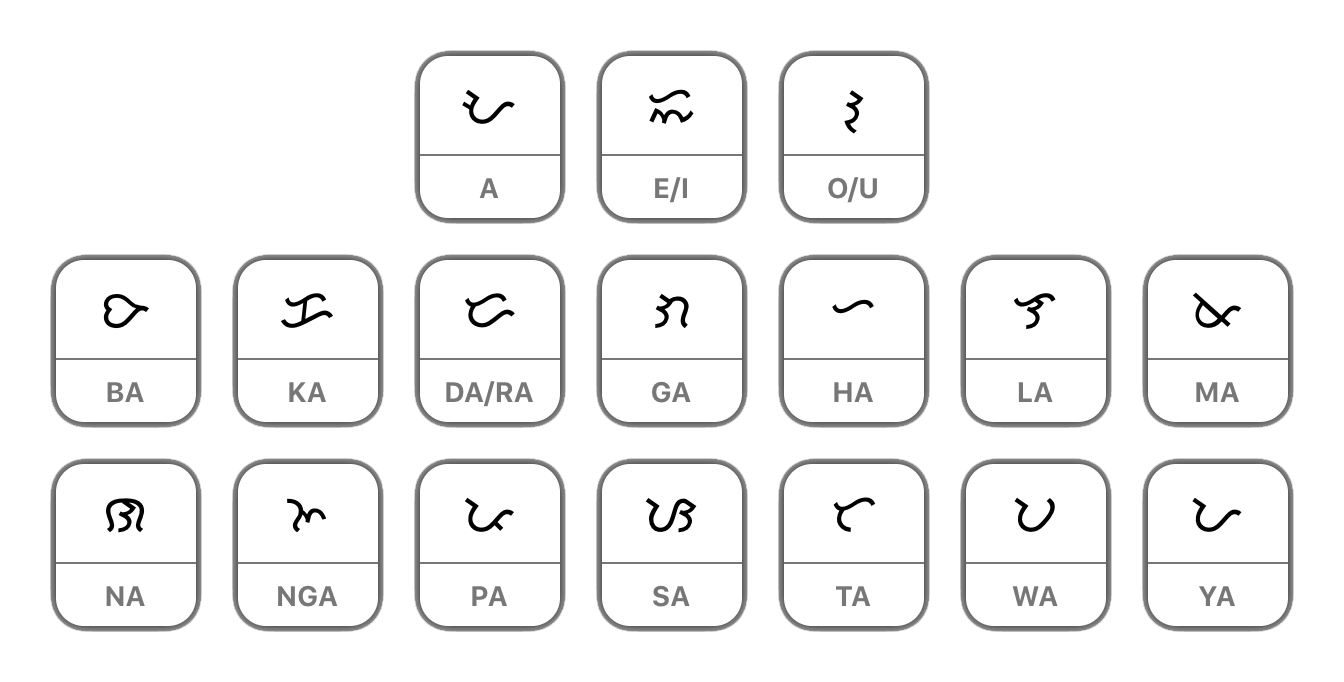 ᜀ ᜁ ᜂ
A E/I O/U
ᜊ ᜃ ᜇ ᜄ ᜑ ᜎ ᜋ
BA KA DA/RA GA HA LA MA
ᜈ ᜅ ᜉ ᜐ ᜆ ᜏ ᜌ
NA NGA PA SA TA WA YA